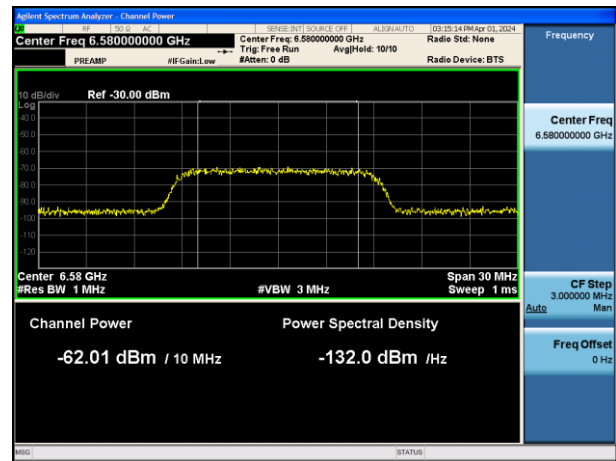 Agilent Spectrum Analyzer - Channel Power
RF 50 Ω AC SENSE:INT SOURCE OFF ALIGNAUTO 03:15:14 PM Apr 01, 2024
Center Freq 6.580000000 GHz
Center Freq: 6.580000000 GHz Radio Std: None
Trig: Free Run Avg|Hold: 10/10
PREAMP #IFGain:Low #Atten: 0 dB Radio Device: BTS
Frequency
10 dB/div Ref -30.00 dBm
Log
-40.0
-50.0
-60.0
-70.0
-80.0
-90.0
-100
-110
-120
Center 6.58 GHz Span 30 MHz
#Res BW 1 MHz #VBW 3 MHz Sweep 1 ms
Channel Power Power Spectral Density
-62.01 dBm / 10 MHz -132.0 dBm /Hz
Center Freq
6.580000000 GHz
CF Step
3.000000 MHz
Auto Man
Freq Offset
0 Hz
MSG STATUS